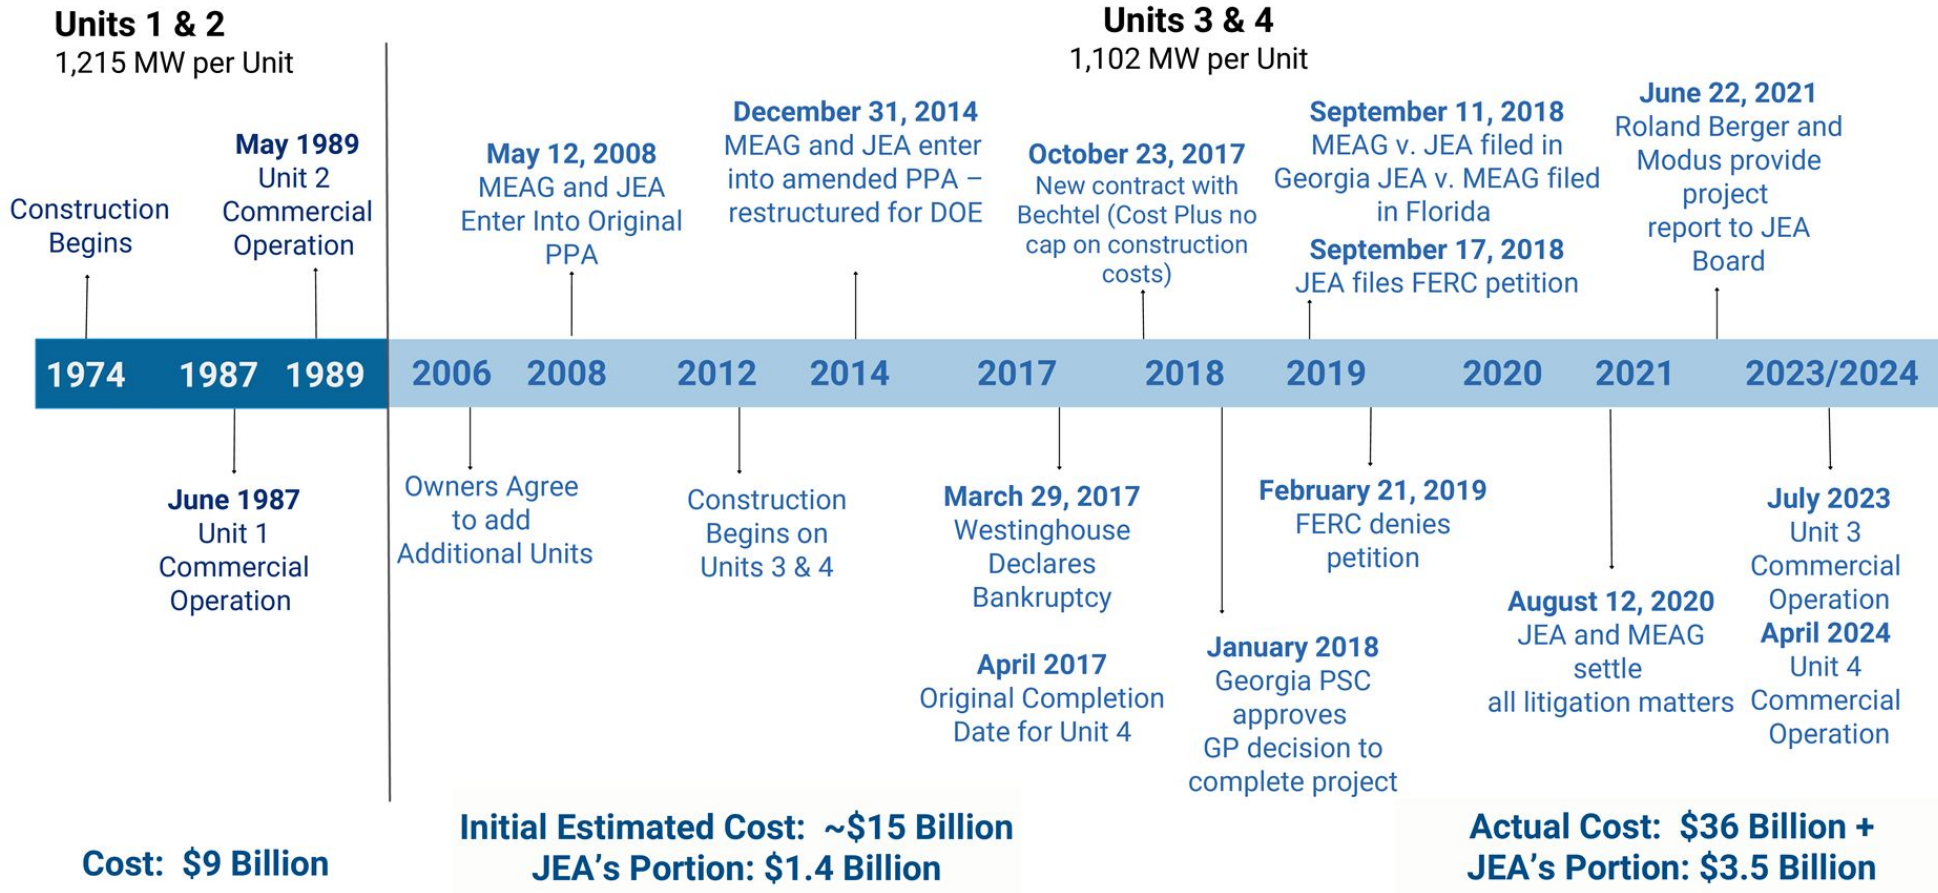 Units 1 & 2
1,215 MW per Unit
Units 3 & 4
1,102 MW per Unit
Construction
Begins
May 1989
Unit 2
Commercial
Operation
May 12, 2008
MEAG and JEA
Enter Into Original
PPA
December 31, 2014
MEAG and JEA enter
into amended PPA –
restructured for DOE
October 23, 2017
New contract with
Bechtel (Cost Plus no
cap on construction
costs)
September 11, 2018
MEAG v. JEA filed in
Georgia JEA v. MEAG filed
in Florida
September 17, 2018
JEA files FERC petition
June 22, 2021
Roland Berger and
Modus provide
project
report to JEA
Board
1974 1987 1989 2006 2008 2012 2014 2017 2018 2019 2020 2021 2023/2024
June 1987
Unit 1
Commercial
Operation
Owners Agree
to add
Additional Units
Construction
Begins on
Units 3 & 4
March 29, 2017
Westinghouse
Declares
Bankruptcy
April 2017
Original Completion
Date for Unit 4
January 2018
Georgia PSC
approves
GP decision to
complete project
February 21, 2019
FERC denies
petition
August 12, 2020
JEA and MEAG
settle
all litigation matters
July 2023
Unit 3
Commercial
Operation
April 2024
Unit 4
Commercial
Operation
Cost: $9 Billion
Initial Estimated Cost: ~$15 Billion
JEA's Portion: $1.4 Billion
Actual Cost: $36 Billion +
JEA's Portion: $3.5 Billion